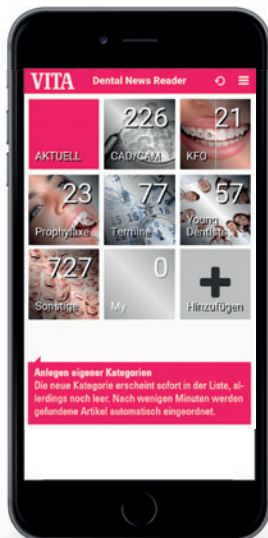 VITA Dental News Reader
AKTUELL
226
CAD/CAM
21
KFO
23
Prophylaxe
77
Termine
57
Young
Dentists
727
Sonstige
0
My
Hinzufügen
Anlegen eigener Kategorien
Die neue Kategorie erscheint sofort in der Liste, al-
lerdings noch leer. Nach wenigen Minuten werden
gefundene Artikel automatisch eingeordnet.